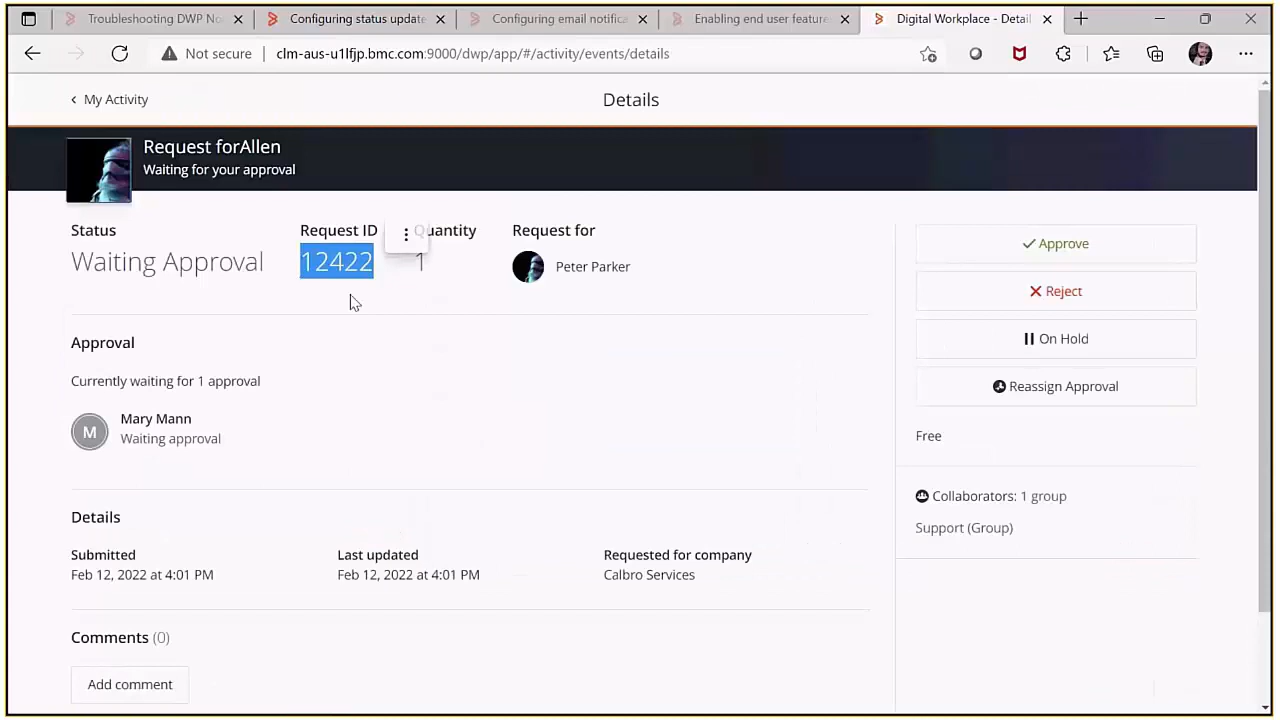 Troubleshooting DWP No
Configuring status update
Configuring email notifica
Enabling end user feature
Digital Workplace - Detail
Not secure
clm-aus-u1lfjp.bmc.com:9000/dwp/app/#/activity/events/details
My Activity
Details
Request forAllen
Waiting for your approval
Status
Waiting Approval
Request ID
12422
Quantity
1
Request for
Peter Parker
Approve
Reject
On Hold
Reassign Approval
Free
Collaborators: 1 group
Support (Group)
Approval
Currently waiting for 1 approval
M
Mary Mann
Waiting approval
Details
Submitted
Feb 12, 2022 at 4:01 PM
Last updated
Feb 12, 2022 at 4:01 PM
Requested for company
Calbro Services
Comments (0)
Add comment